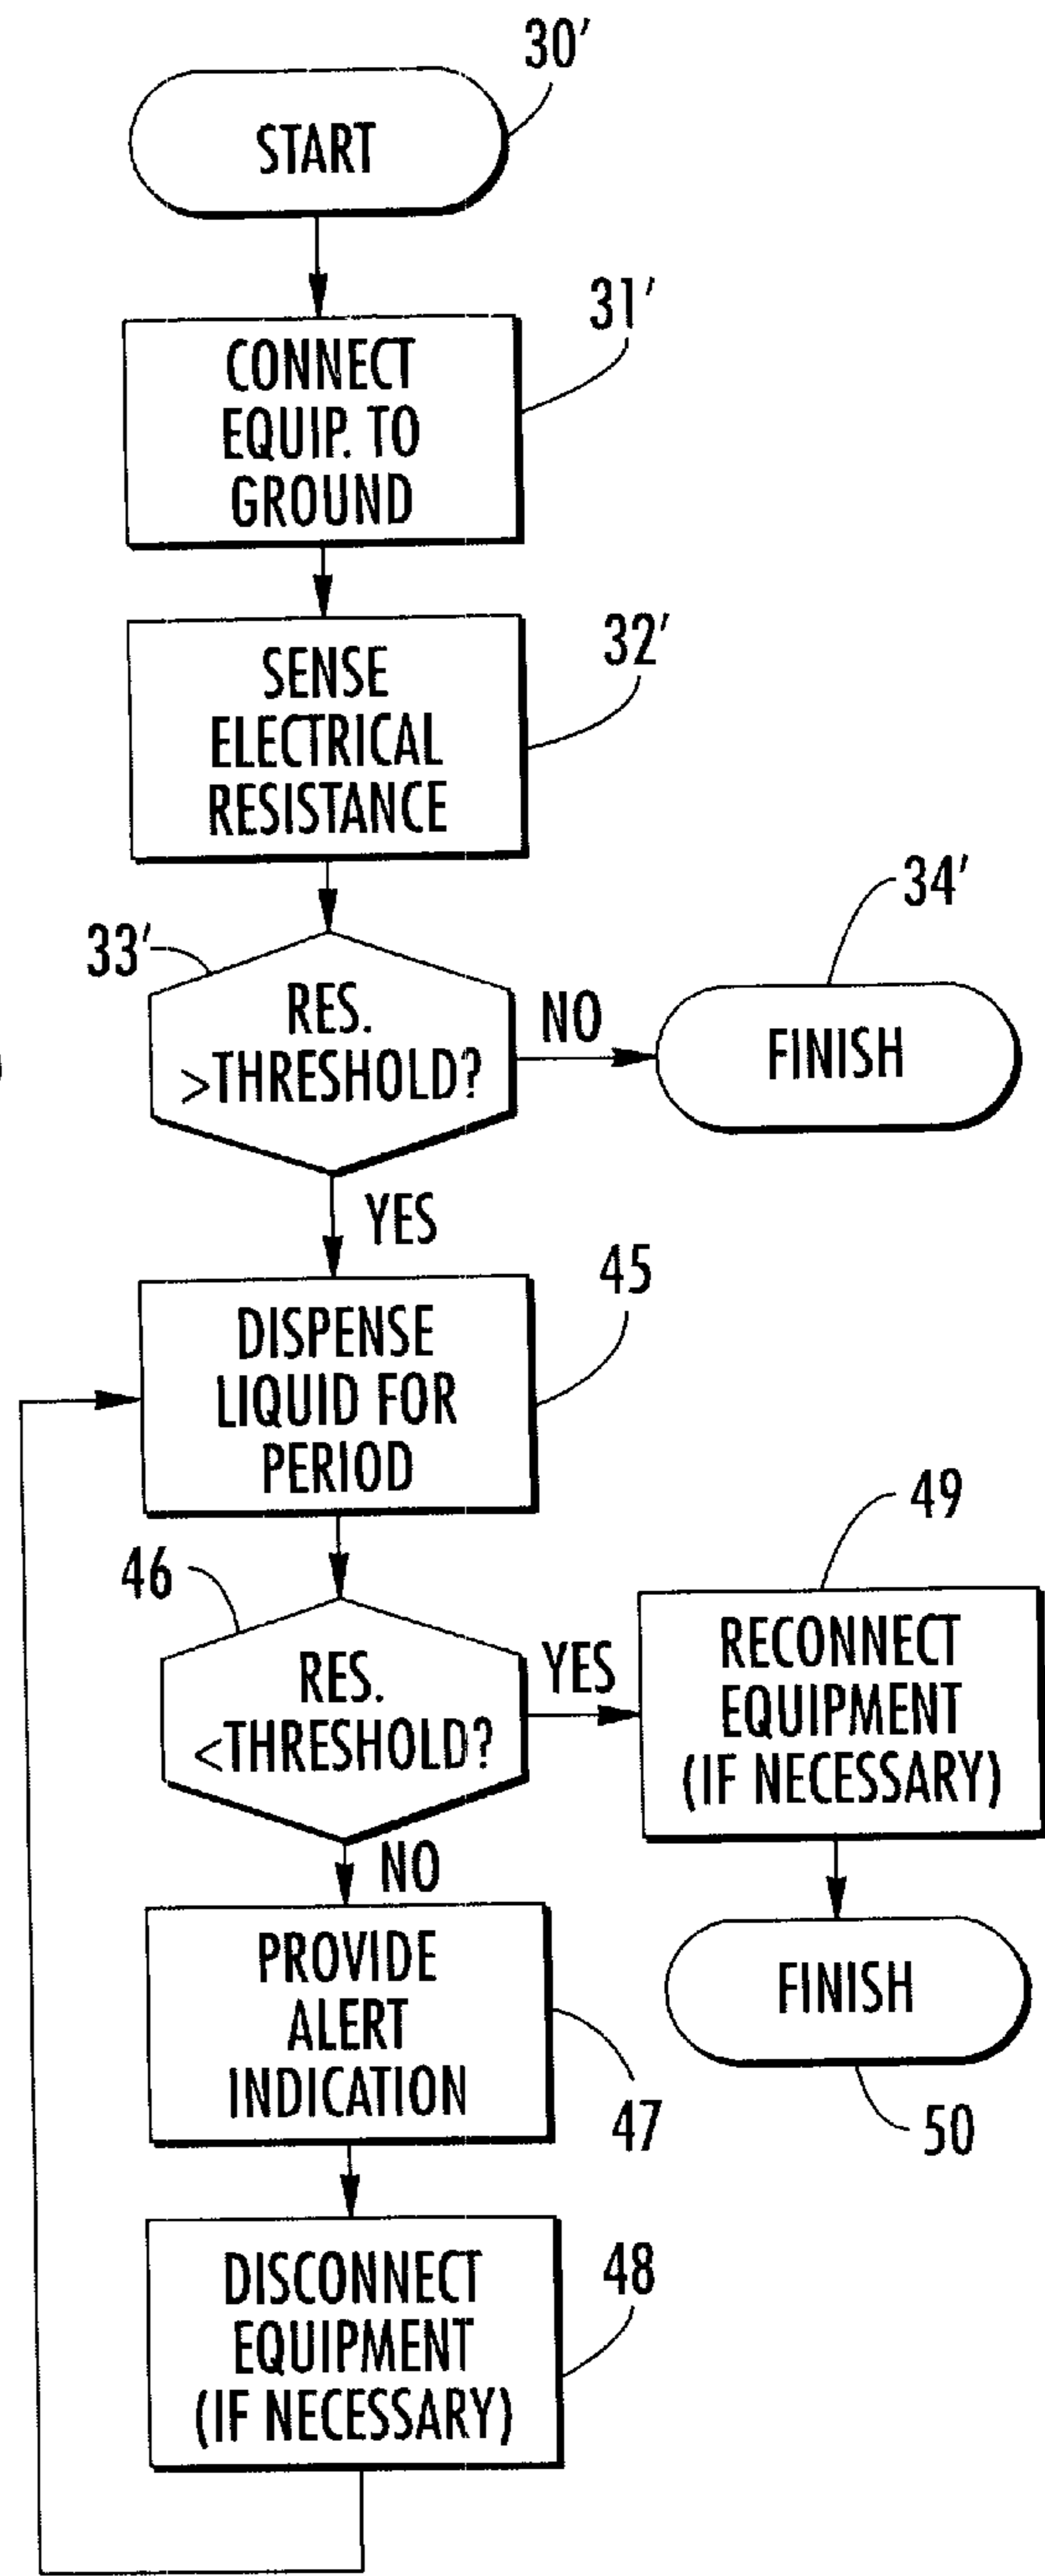 30'
START
31'
CONNECT
EQUIP. TO
GROUND
32'
SENSE
ELECTRICAL
RESISTANCE
33'
RES.
>THRESHOLD?
NO
34'
FINISH
YES
45
DISPENSE
LIQUID FOR
PERIOD
46
RES.
<THRESHOLD?
YES
49
RECONNECT
EQUIPMENT
(IF NECESSARY)
NO
FINISH
50
PROVIDE
ALERT
INDICATION
47
DISCONNECT
EQUIPMENT
(IF NECESSARY)
48